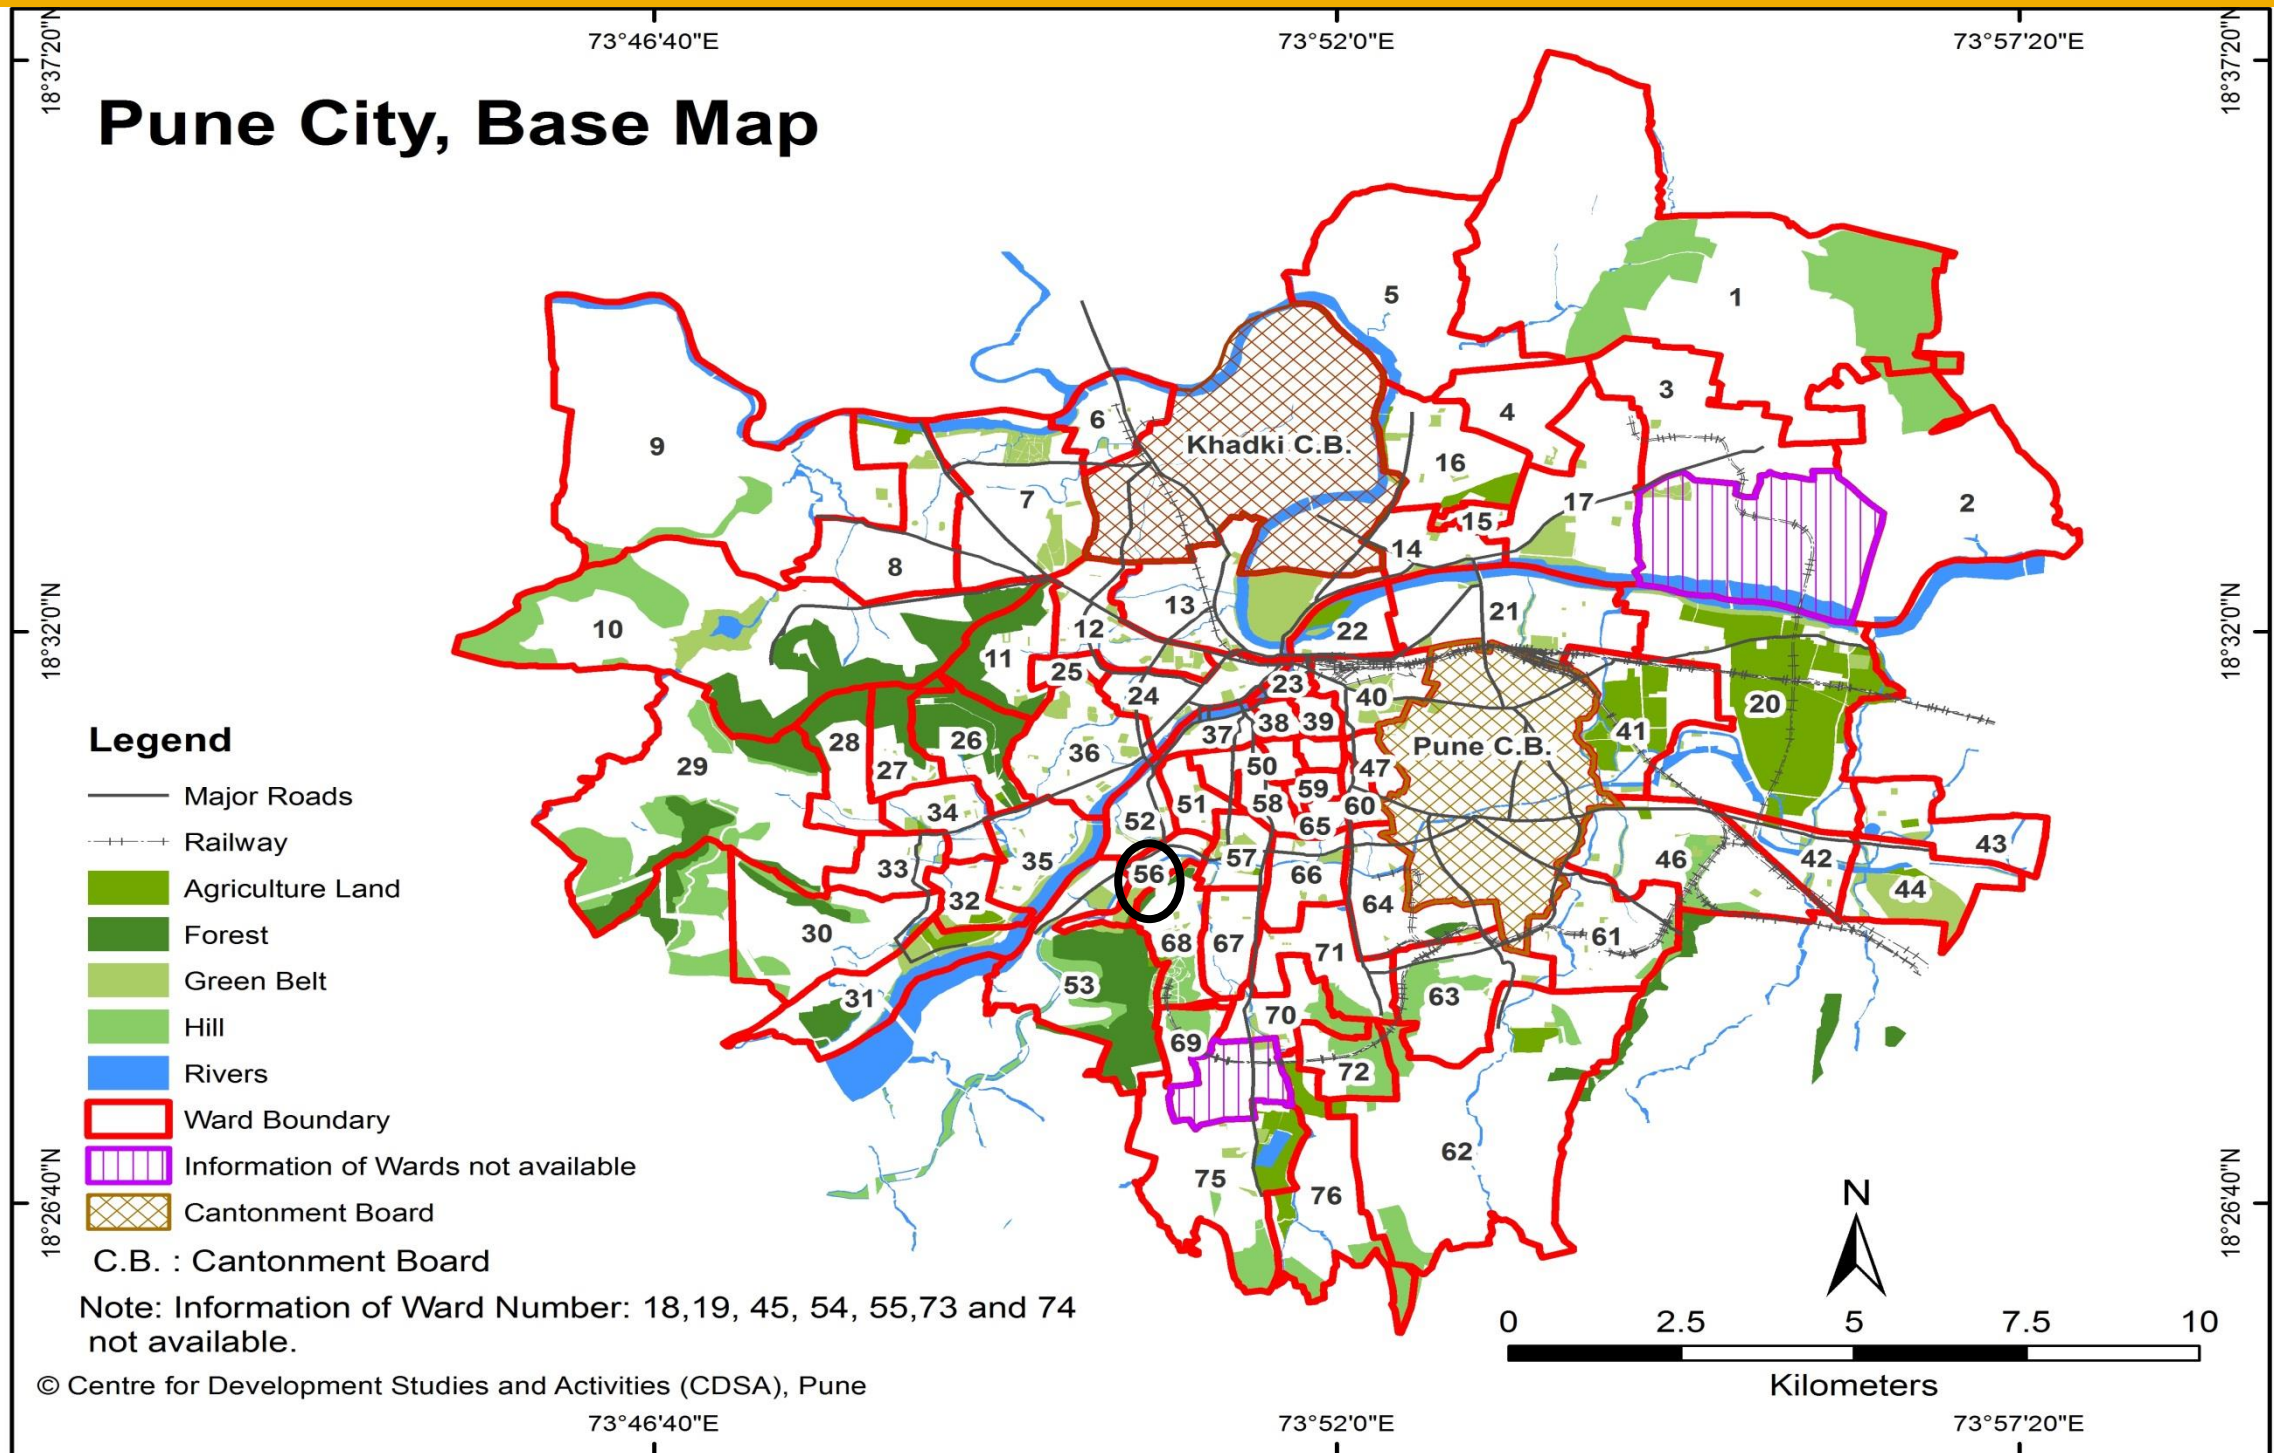 73°46'40"E
73°52'0"E
73°57'20"E
18°37'20"N
18°37'20"N
Pune City, Base Map
5
1
3
6
4
9
Khadki C.B.
16
7
17
2
15
14
8
13
21
10
12
22
11
25
23
24
40
20
38
39
37
41
28
26
Pune C.B.
36
29
50
47
27
59
51
58
60
34
52
65
43
57
46
42
35
33
56
66
44
32
64
30
61
68
67
71
53
31
63
70
69
72
62
75
76
18°32'0"N
18°32'0"N
Legend
Major Roads
Railway
Agriculture Land
Forest
Green Belt
Hill
Rivers
Ward Boundary
Information of Wards not available
Cantonment Board
C.B. : Cantonment Board
18°26'40"N
18°26'40"N
N
Note: Information of Ward Number: 18,19, 45, 54, 55,73 and 74
not available.
0 2.5 5 7.5 10
Kilometers
© Centre for Development Studies and Activities (CDSA), Pune
73°46'40"E
73°52'0"E
73°57'20"E